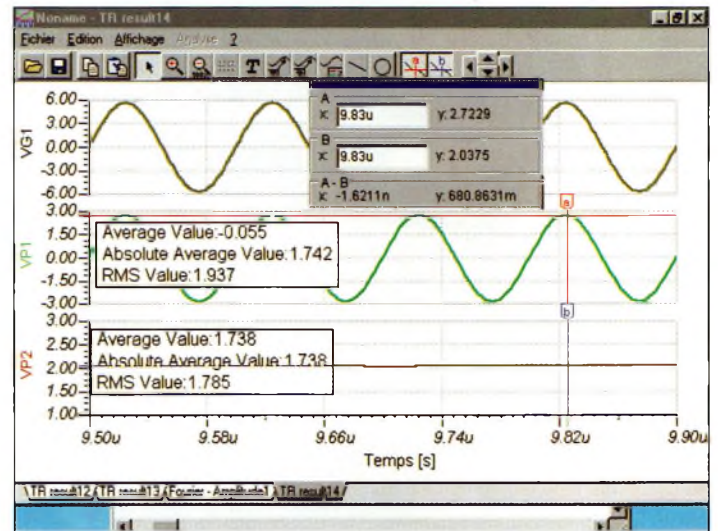 Noname - TR result14
Fichier Edition Affichage Analyse ?
T
a b
A
x: 9.83u y: 2.7229
B
x: 9.83u y: 2.0375
A - B
x: -1.6211n y: 680.8631m
VG1
6.00
3.00
0.00
-3.00
-6.00
a
VP1
3.00
1.50
0.00
-1.50
-3.00
Average Value:-0.055
Absolute Average Value:1.742
RMS Value:1.937
b
VP2
3.00
2.50
2.00
1.50
1.00
Average Value:1.738
Absolute Average Value:1.738
RMS Value:1.785
9.50u 9.58u 9.66u 9.74u 9.82u 9.90u
Temps [s]
TR result12 TR result13 Fourier - Amplitude1 TR result14